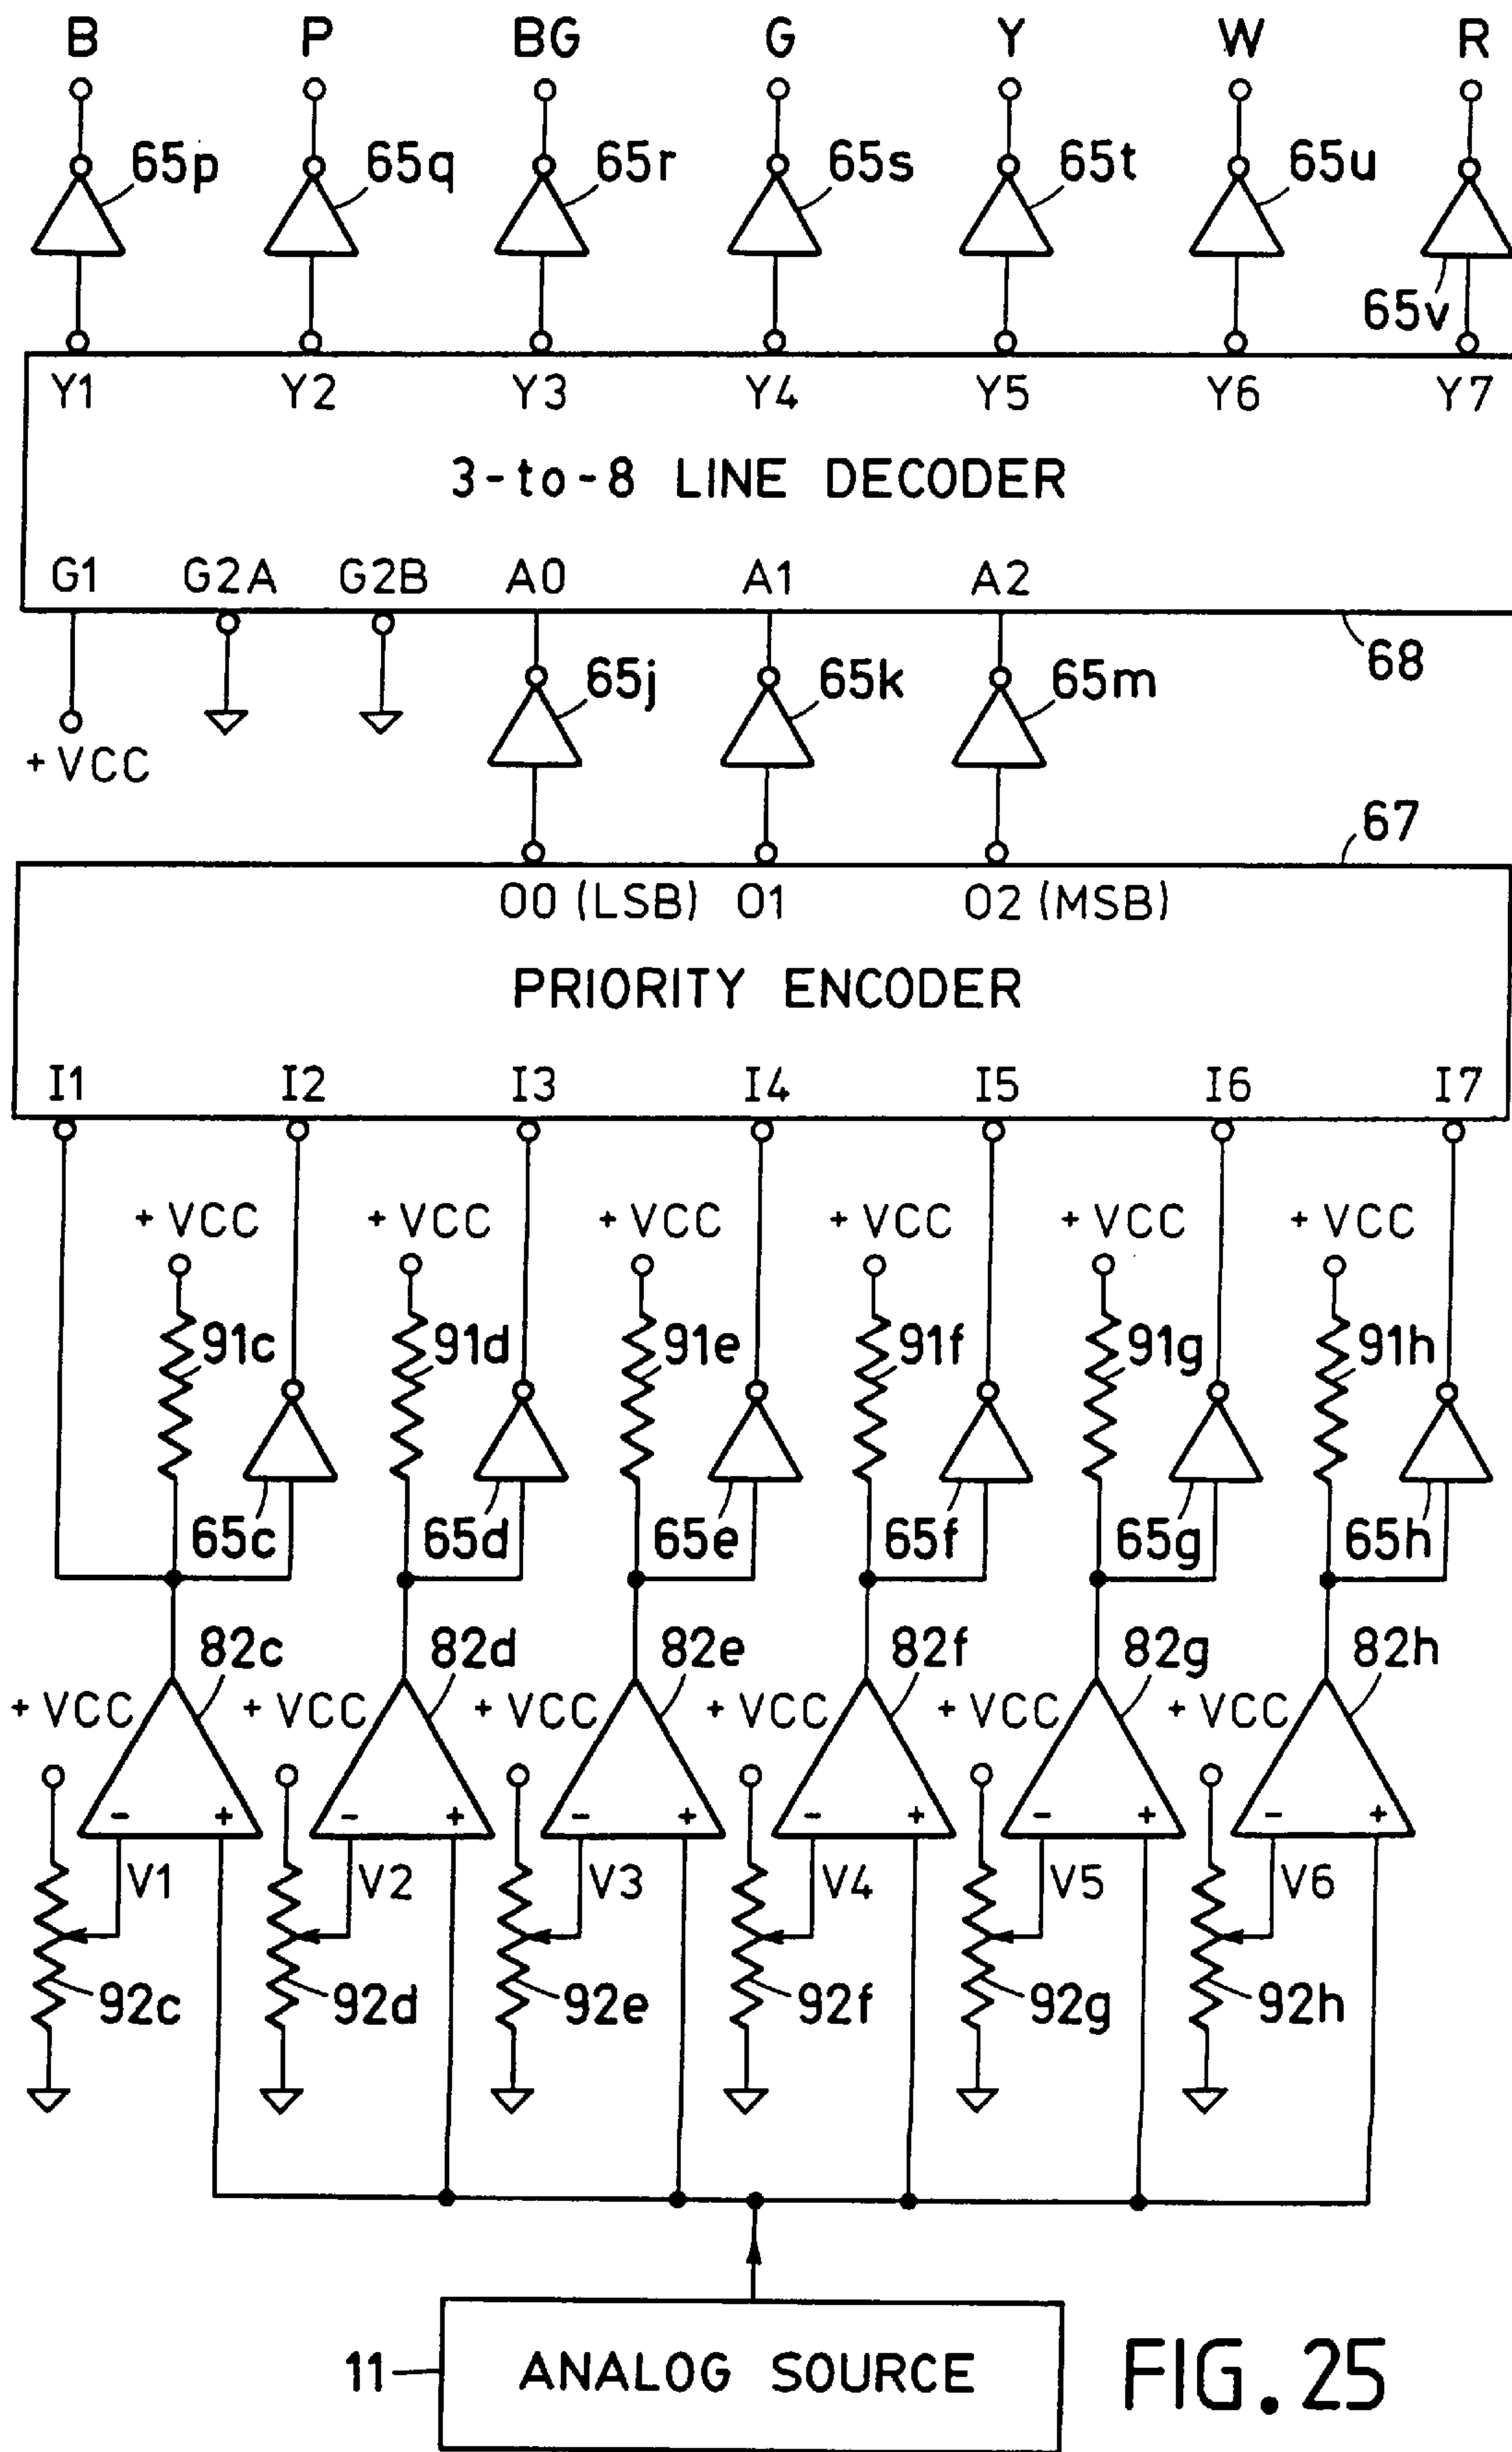 B P BG G Y W R
65p 65q 65r 65s 65t 65u
65v
Y1 Y2 Y3 Y4 Y5 Y6 Y7
3-to-8 LINE DECODER
G1 G2A G2B A0 A1 A2
68
65j 65k 65m
+VCC
67
O0 (LSB) O1 O2 (MSB)
PRIORITY ENCODER
I1 I2 I3 I4 I5 I6 I7
+VCC +VCC +VCC +VCC +VCC +VCC
91c 91d 91e 91f 91g 91h
65c 65d 65e 65f 65g 65h
82c 82d 82e 82f 82g 82h
+VCC +VCC +VCC +VCC +VCC +VCC
- + - + - + - + - + - +
V1 V2 V3 V4 V5 V6
92c 92d 92e 92f 92g 92h
11 ANALOG SOURCE
FIG. 25